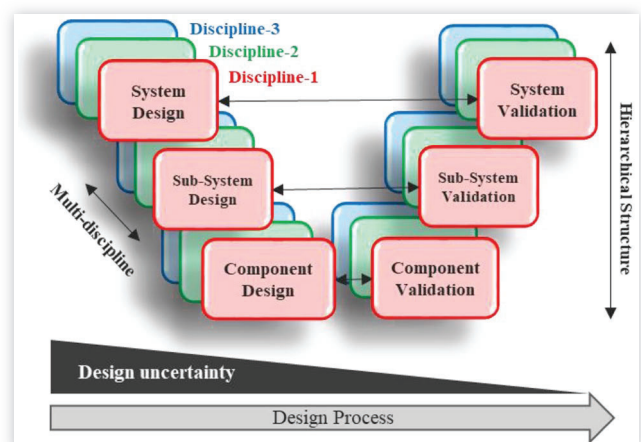 Discipline-3
Discipline-2
Discipline-1
System
Design
System
Validation
Sub-System
Design
Sub-System
Validation
Component
Design
Component
Validation
Multi-discipline
Hierarchical Structure
Design uncertainty
Design Process